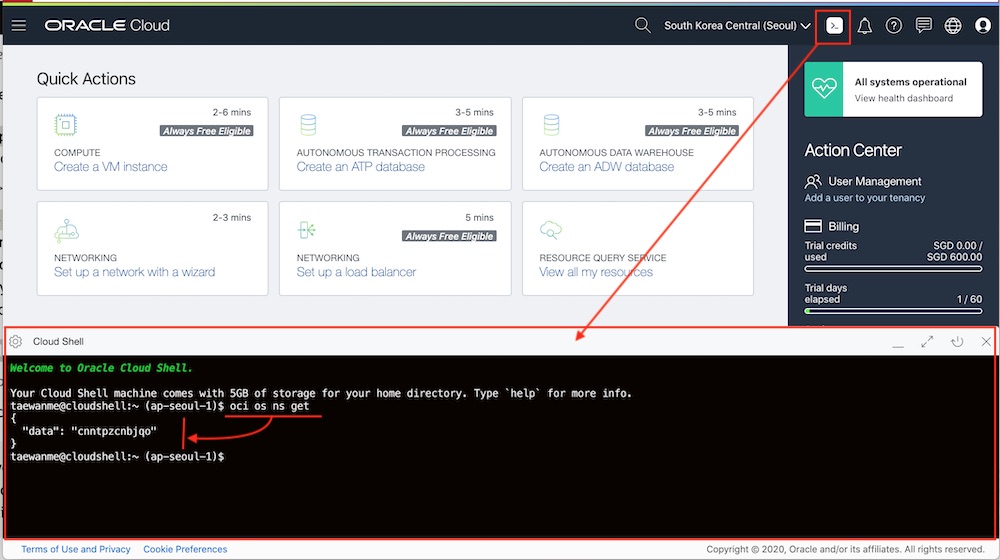 ORACLE Cloud
South Korea Central (Seoul)
Quick Actions
2-6 mins
Always Free Eligible
COMPUTE
Create a VM instance
3-5 mins
Always Free Eligible
AUTONOMOUS TRANSACTION PROCESSING
Create an ATP database
3-5 mins
Always Free Eligible
AUTONOMOUS DATA WAREHOUSE
Create an ADW database
2-3 mins
NETWORKING
Set up a network with a wizard
5 mins
Always Free Eligible
NETWORKING
Set up a load balancer
RESOURCE QUERY SERVICE
View all my resources
All systems operational
View health dashboard
Action Center
User Management
Add a user to your tenancy
Billing
Trial credits used
SGD 0.00 /
SGD 600.00
Trial days elapsed
1 / 60
Cloud Shell
Welcome to Oracle Cloud Shell.
Your Cloud Shell machine comes with 5GB of storage for your home directory. Type `help` for more info.
taewanme@cloudshell:~ (ap-seoul-1)$ oci os ns get
{
"data": "cnntpzcnbjqo"
}
taewanme@cloudshell:~ (ap-seoul-1)$
Terms of Use and Privacy Cookie Preferences
Copyright © 2020, Oracle and/or its affiliates. All rights reserved.